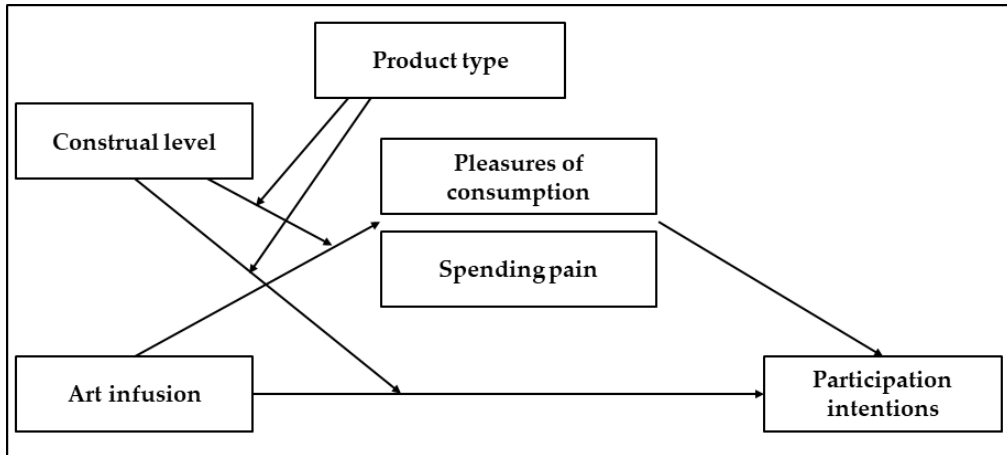 Product type
Construal level
Pleasures of
consumption
Spending pain
Art infusion
Participation
intentions